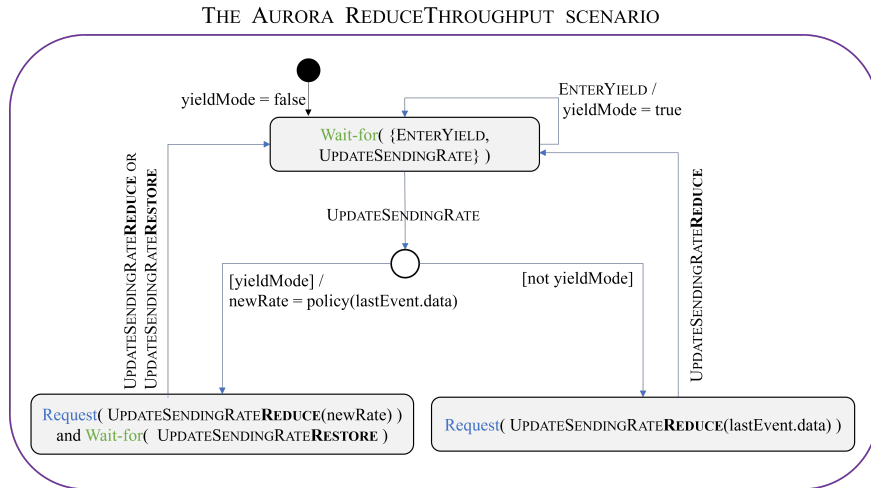 THE AURORA REDUCETHROUGHPUT SCENARIO
yieldMode = false
ENTERYIELD /
yieldMode = true
Wait-for( {ENTERYIELD,
UPDATESENDINGRATE} )
UPDATESENDINGRATEREDUCE OR
UPDATESENDINGRATERESTORE
UPDATESENDINGRATE
UPDATESENDINGRATEREDUCE
[yieldMode] /
newRate = policy(lastEvent.data)
[not yieldMode]
Request( UPDATESENDINGRATEREDUCE(newRate) )
and Wait-for( UPDATESENDINGRATERESTORE )
Request( UPDATESENDINGRATEREDUCE(lastEvent.data) )